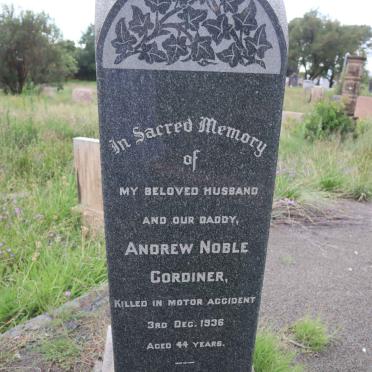 In Sacred Memory
of
MY BELOVED HUSBAND
AND OUR DADDY,
ANDREW NOBLE
GORDINER,
KILLED IN MOTOR ACCIDENT
3RD DEC. 1936
AGED 44 YEARS.